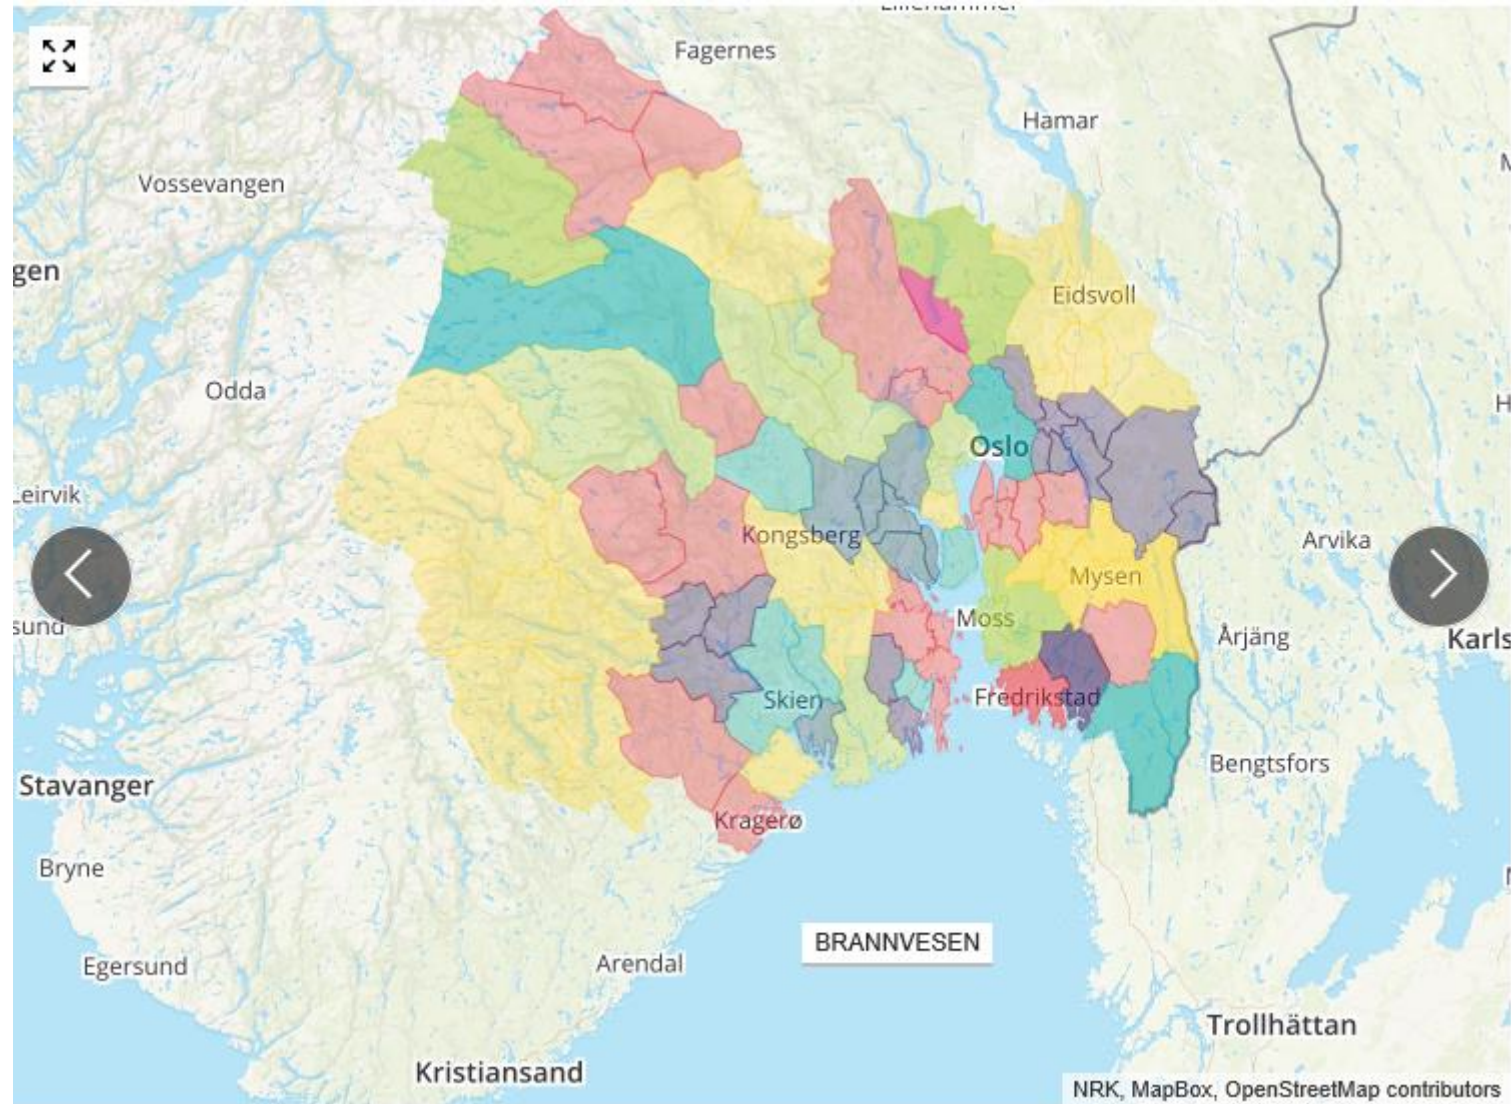 Fagernes
Hamar
Vossevangen
gen
Eidsvoll
Odda
Oslo
Leirvik
Kongsberg
Arvika
Mysen
Moss
sund
Årjäng
Karls
Skien
Fredrikstad
Bengtsfors
Stavanger
Kragerø
Bryne
BRANNVESEN
Egersund
Arendal
Trollhättan
Kristiansand
NRK, MapBox, OpenStreetMap contributors